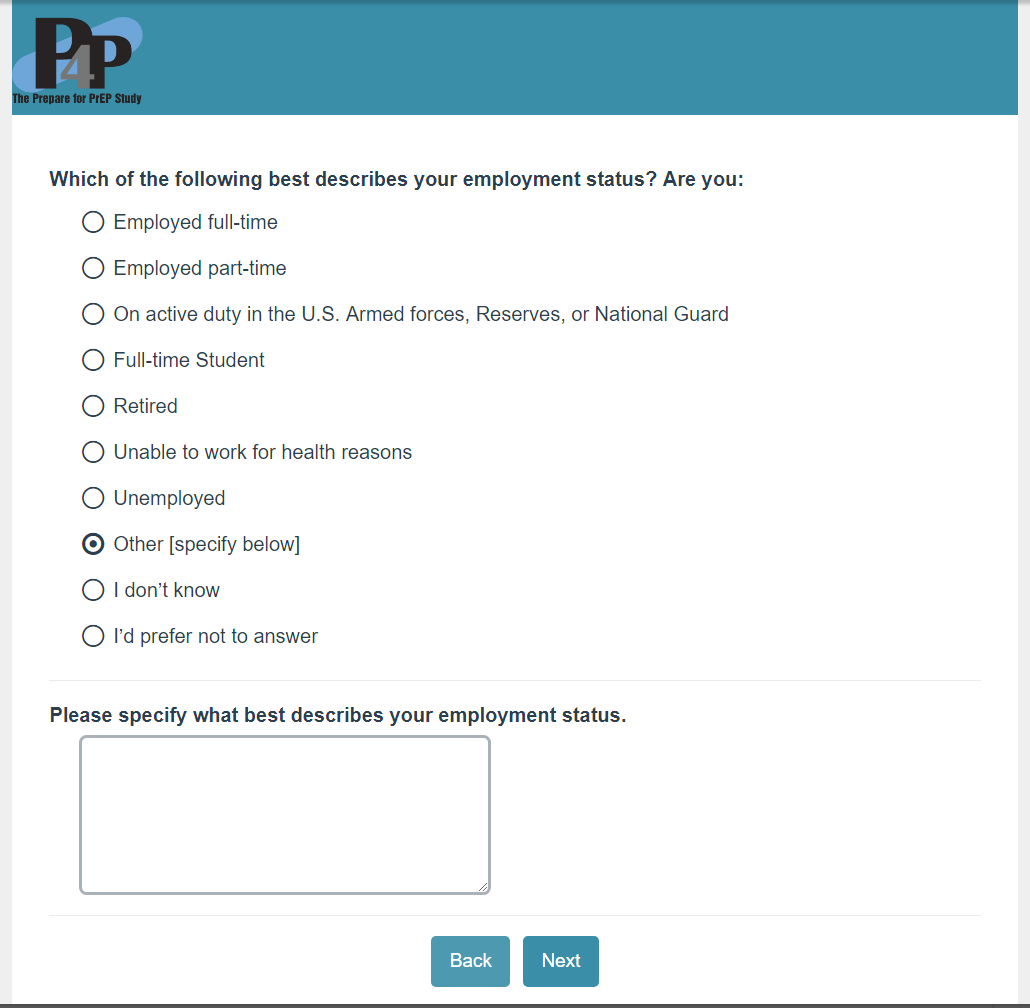 P4P
The Prepare for PrEP Study
Which of the following best describes your employment status? Are you:
Employed full-time
Employed part-time
On active duty in the U.S. Armed forces, Reserves, or National Guard
Full-time Student
Retired
Unable to work for health reasons
Unemployed
Other [specify below]
I don’t know
I’d prefer not to answer
Please specify what best describes your employment status.
Back Next